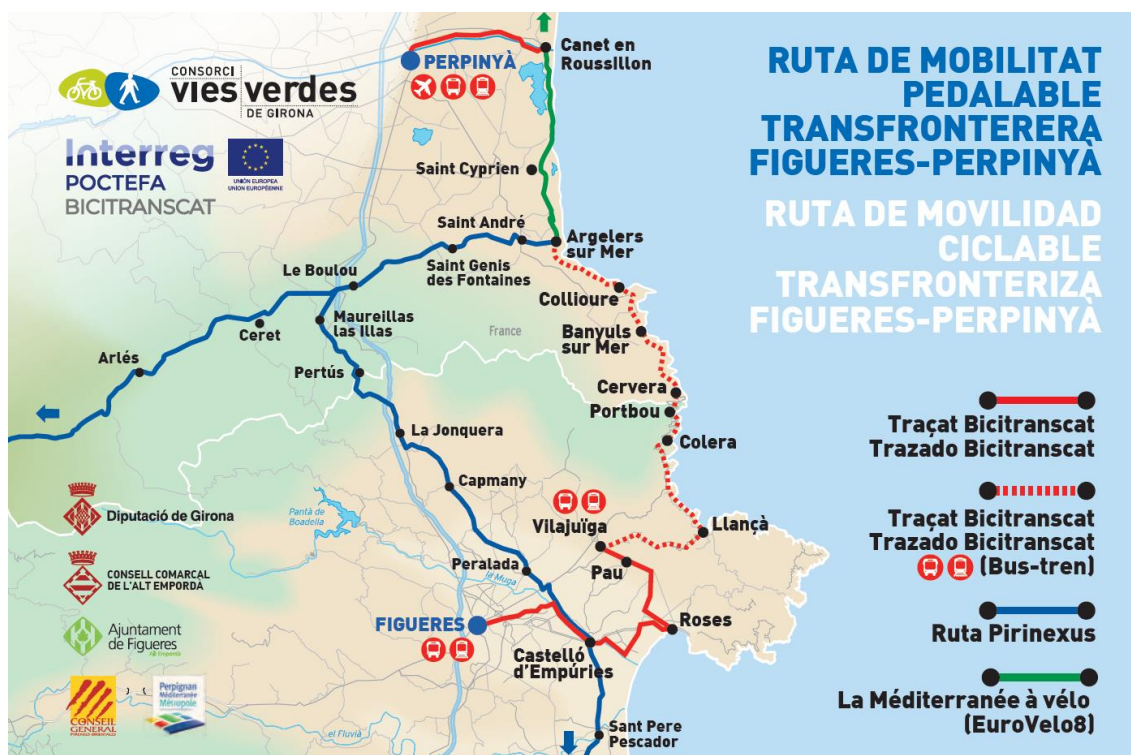 CONSORCI
vies verdes
DE GIRONA
Interreg
POCTEFA
BICITRANSCAT
UNIÓN EUROPEA
UNION EUROPÉENNE
RUTA DE MOBILITAT
PEDALABLE
TRANSFRONTERERA
FIGUERES-PERPINYÀ
RUTA DE MOVILIDAD
CICLABLE
TRANSFRONTERIZA
FIGUERES-PERPINYÀ
PERPINYÀ
Canet en
Roussillon
Saint Cyprien
Saint André
Argelers
sur Mer
Le Boulou
Saint Genis
des Fontaines
Collioure
Maureillas
las Illas
France
Banyuls
sur Mer
Ceret
Arlés
Pertús
Cervera
Portbou
La Jonquera
Colera
Capmany
Pantà de
Boadella
Vilajuïga
Llançà
Peralada
la Muga
Pau
FIGUERES
Roses
Castelló
d'Empúries
Sant Pere
Pescador
el Fluvià
Diputació de Girona
CONSELL COMARCAL
DE L'ALT EMPORDÀ
Ajuntament
de Figueres
Alt Empordà
CONSEIL
GENERAL
Perpignan
Méditerranée
Métropole
Traçat Bicitranscat
Trazado Bicitranscat
Traçat Bicitranscat
Trazado Bicitranscat
(Bus-tren)
Ruta Pirinexus
La Méditerranée à vélo
(EuroVelo8)